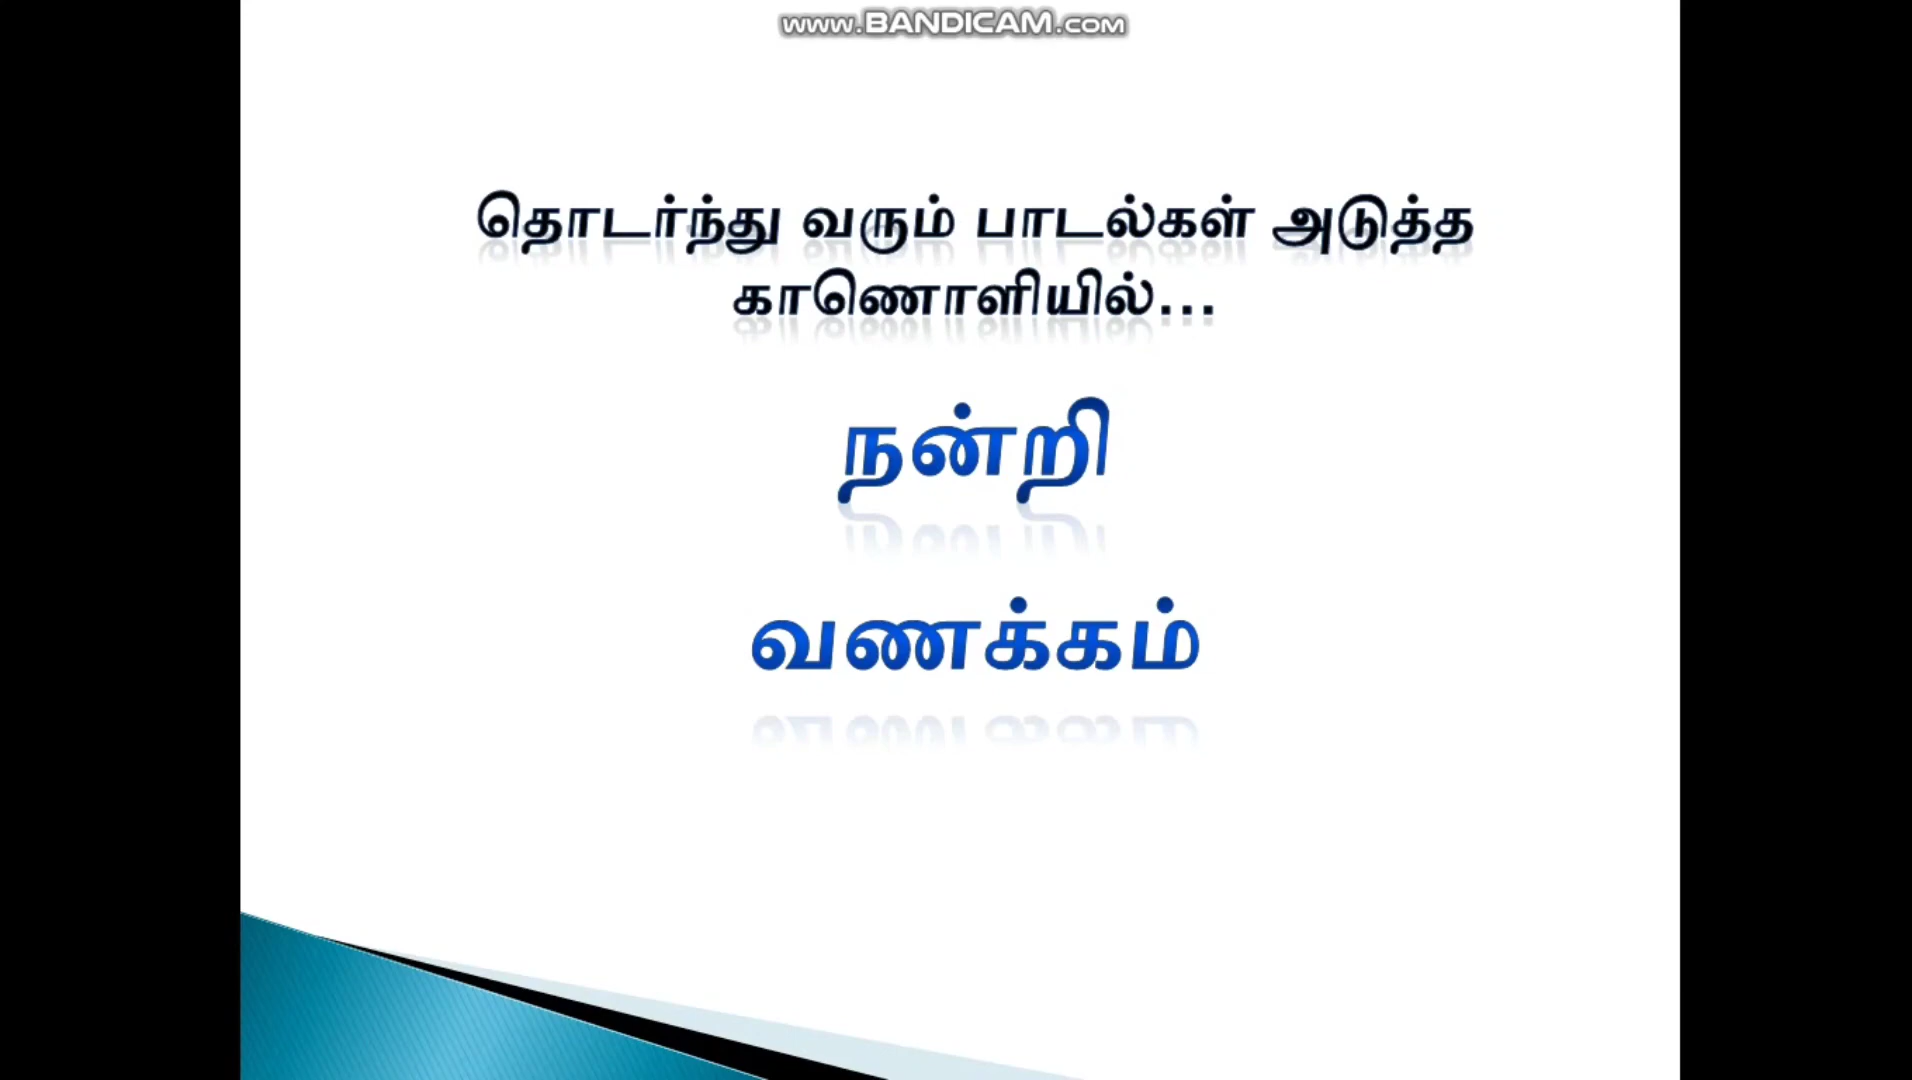 www.BANDICAM.com
தொடர்ந்து வரும் பாடல்கள் அடுத்த
காணொளியில்...
நன்றி
வணக்கம்